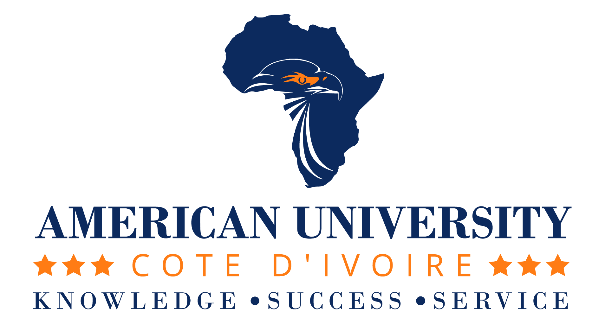 AMERICAN UNIVERSITY
COTE D'IVOIRE
KNOWLEDGE • SUCCESS • SERVICE